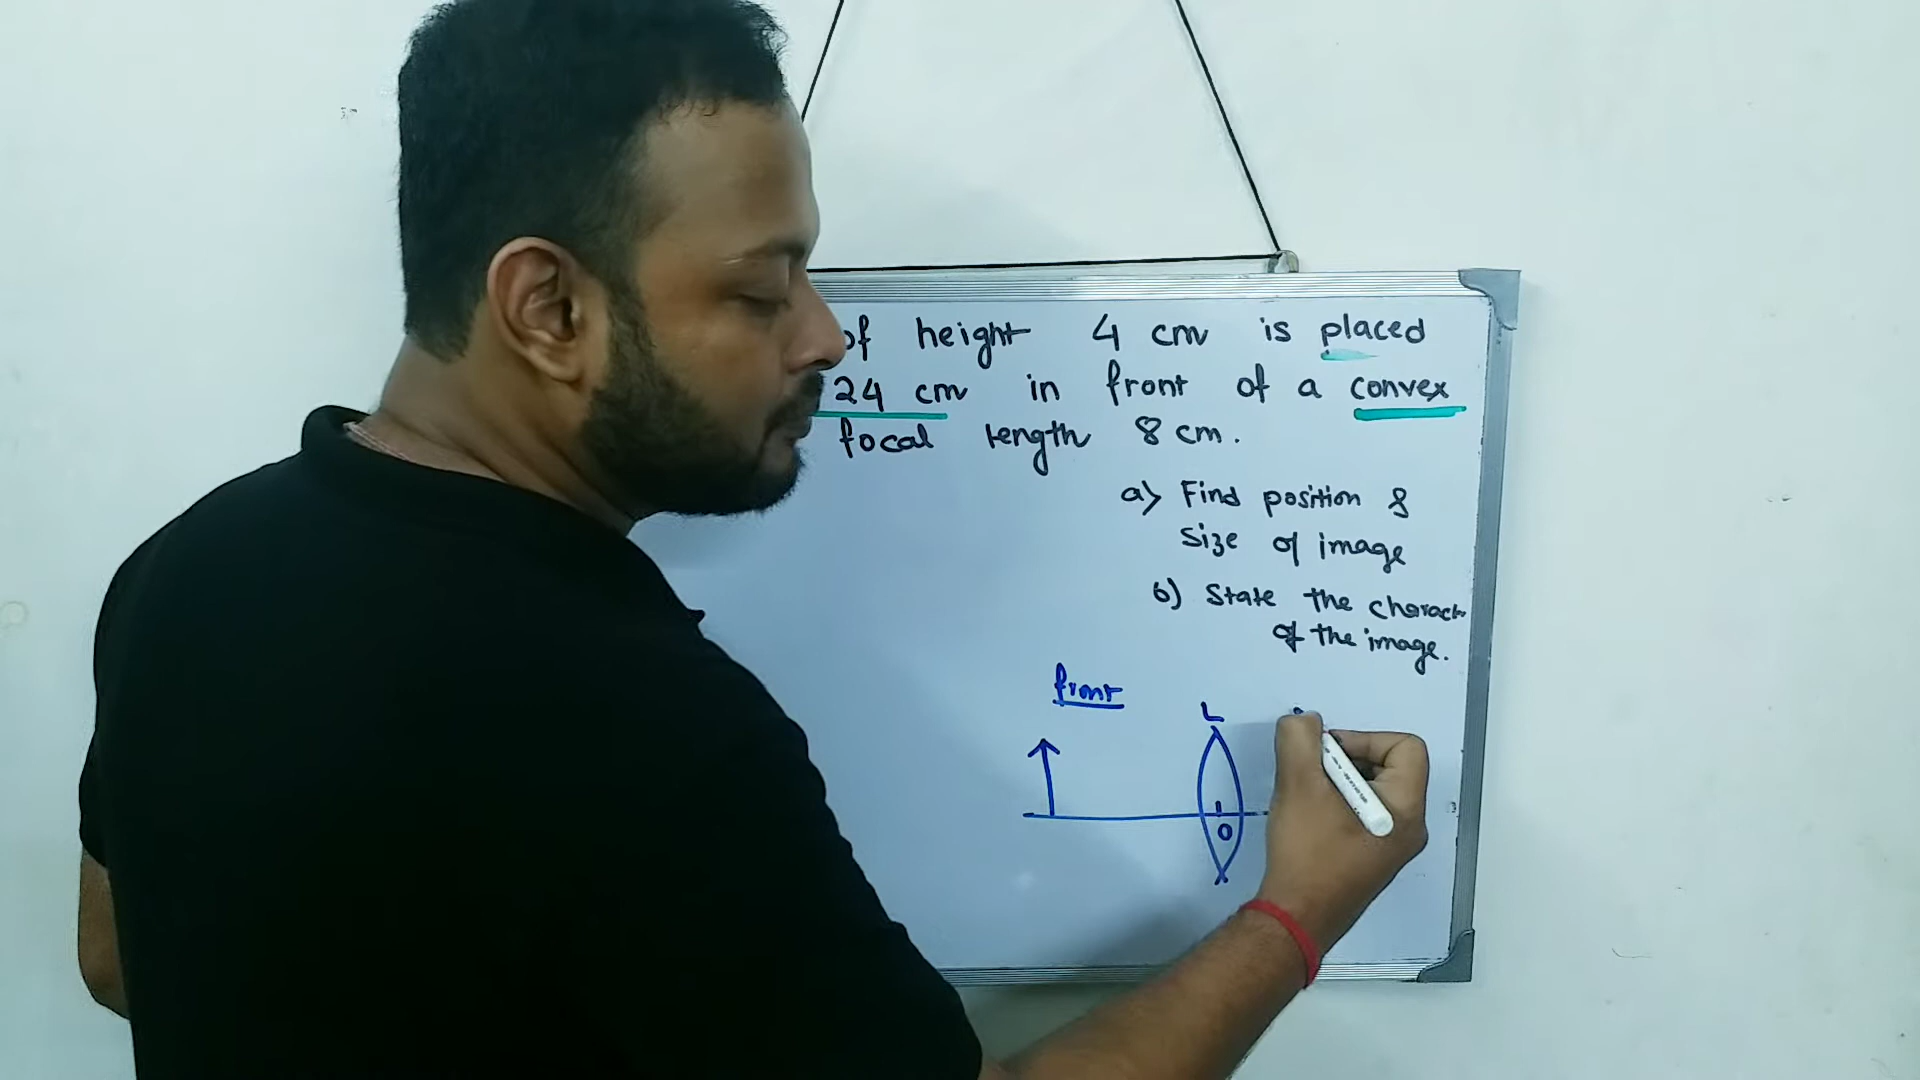 of height 4 cm is placed
24 cm in front of a convex
focal length 8 cm.
a) Find position &
size of image
b) State the charact.
of the image.
front
L
O